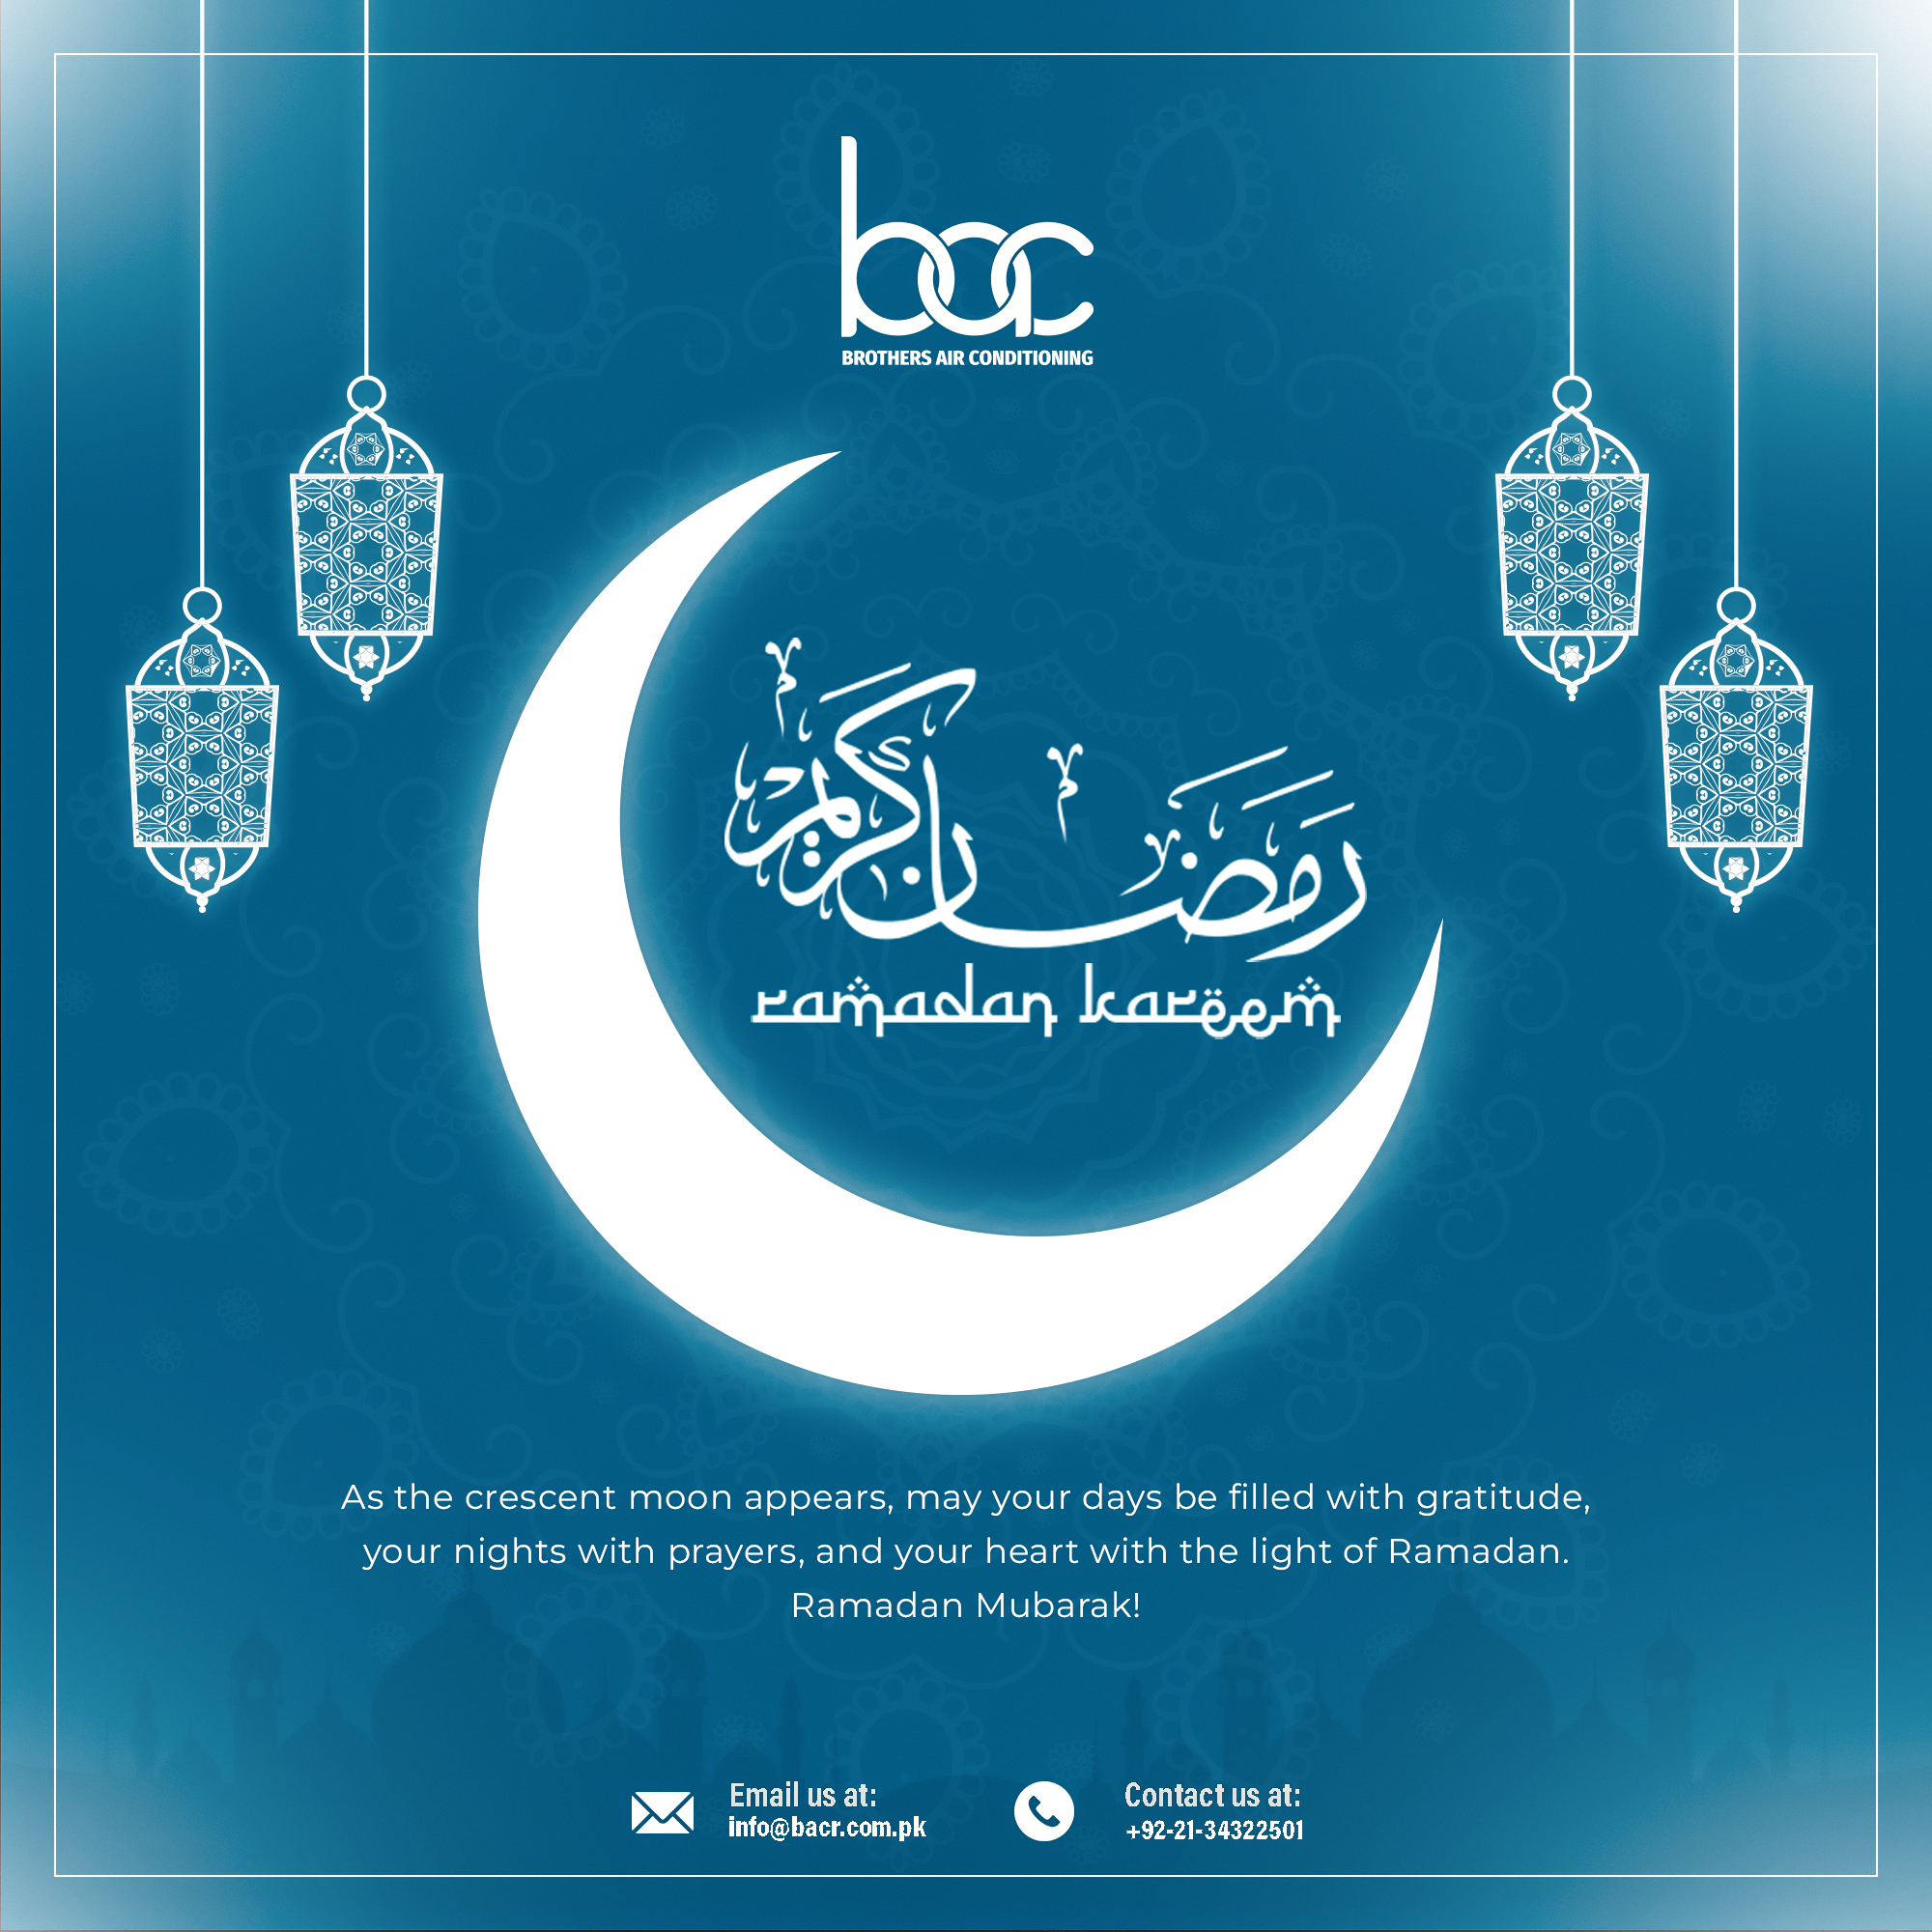 bac
BROTHERS AIR CONDITIONING
رمضان كريم
ramadan kareem
As the crescent moon appears, may your days be filled with gratitude,
your nights with prayers, and your heart with the light of Ramadan.
Ramadan Mubarak!
Email us at:
info@bacr.com.pk
Contact us at:
+92-21-34322501